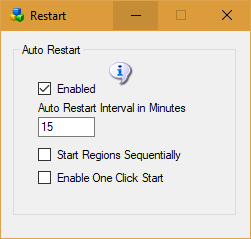 Restart
Auto Restart
Enabled
Auto Restart Interval in Minutes
15
Start Regions Sequentially
Enable One Click Start